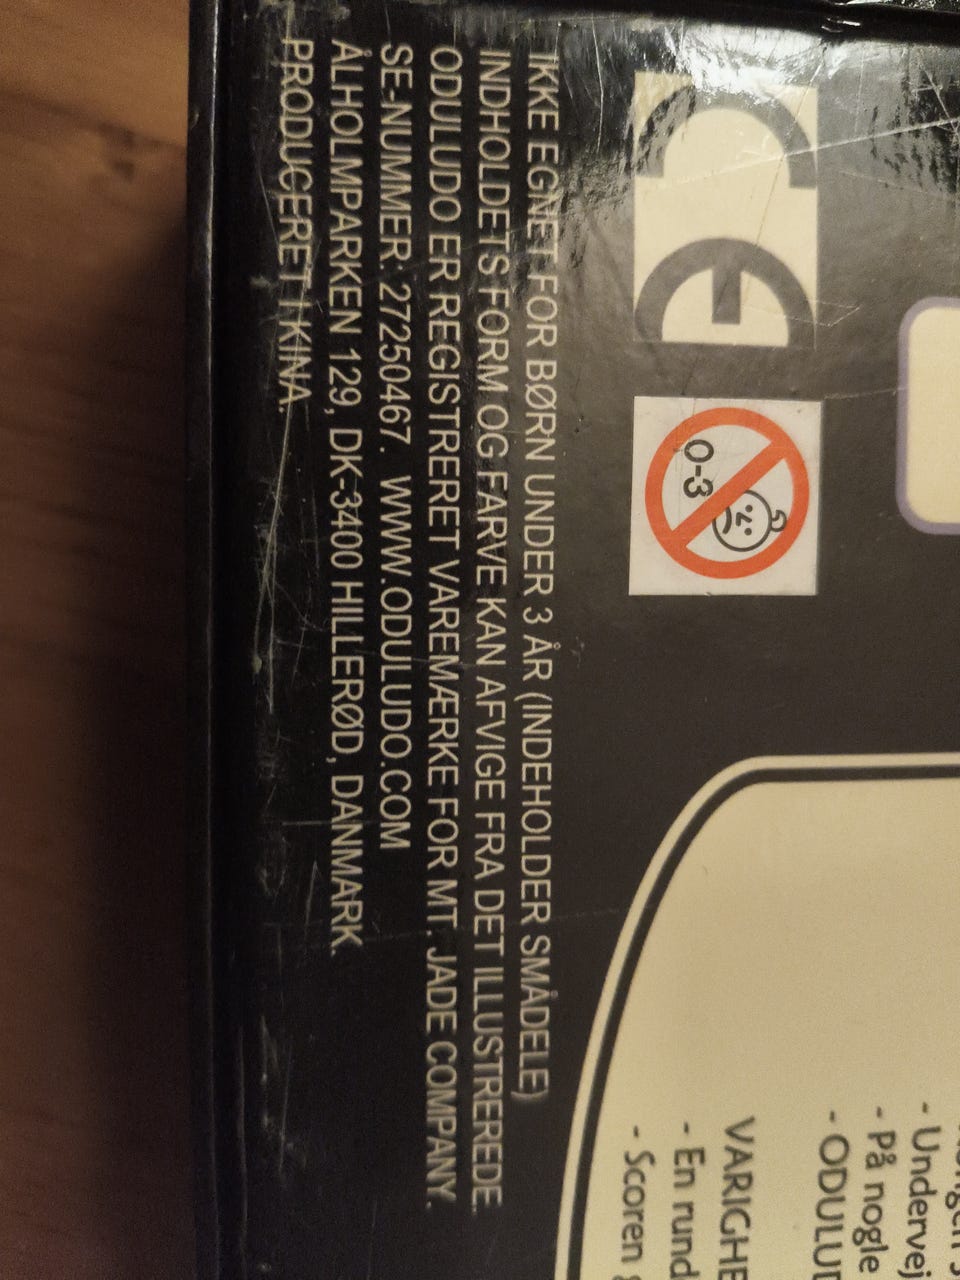 CE
0-3
IKKE EGNET FOR BØRN UNDER 3 ÅR (INDEHOLDER SMÅDELE)
INDHOLDETS FORM OG FARVE KAN AFVIGE FRA DET ILLUSTREREDE.
ODULUDO ER REGISTRERET VAREMÆRKE FOR MT. JADE COMPANY.
SE-NUMMER: 27250467. WWW.ODULUDO.COM
ÅLHOLMPARKEN 129, DK-3400 HILLERØD, DANMARK.
PRODUCERET I KINA.
- Undervej
- På nogle
- ODULU
VARIGHE
- En rund
- Scoren